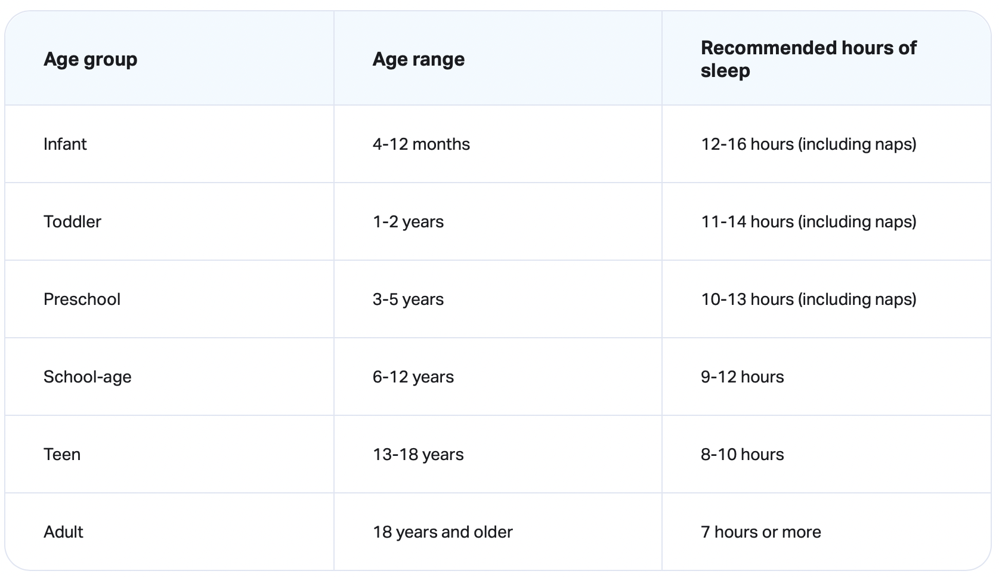 Age group
Age range
Recommended hours of
sleep
Infant
4-12 months
12-16 hours (including naps)
Toddler
1-2 years
11-14 hours (including naps)
Preschool
3-5 years
10-13 hours (including naps)
School-age
6-12 years
9-12 hours
Teen
13-18 years
8-10 hours
Adult
18 years and older
7 hours or more